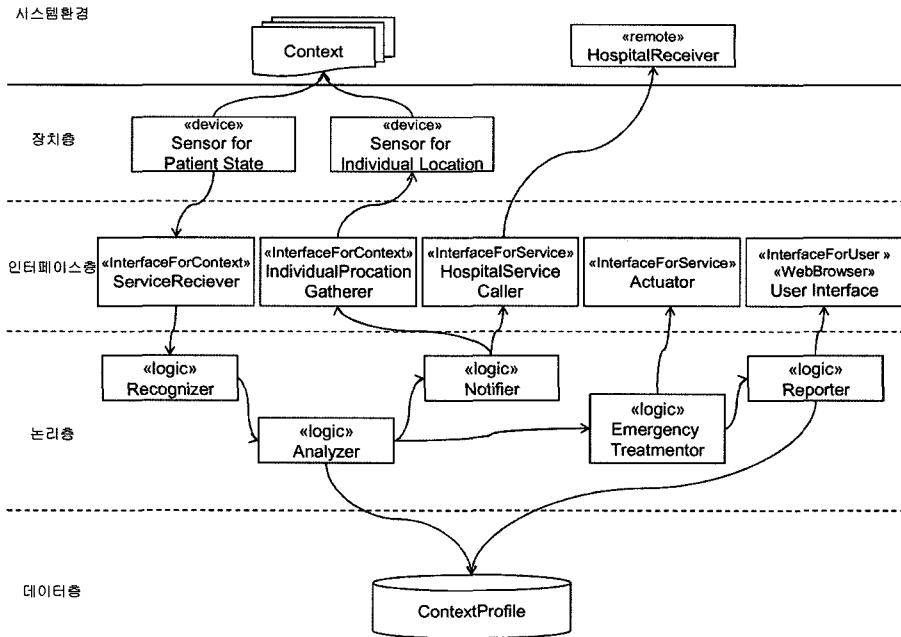 시스템환경
Context
«remote»
HospitalReceiver
장치층
«device»
Sensor for
Patient State
«device»
Sensor for
Individual Location
인터페이스층
«InterfaceForContext»
ServiceReciever
«InterfaceForContext»
IndividualProcation
Gatherer
«InterfaceForService»
HospitalService
Caller
«InterfaceForService»
Actuator
«InterfaceForUser »
«WebBrowser»
User Interface
논리층
«logic»
Recognizer
«logic»
Analyzer
«logic»
Notifier
«logic»
Emergency
Treatmentor
«logic»
Reporter
데이터층
ContextProfile